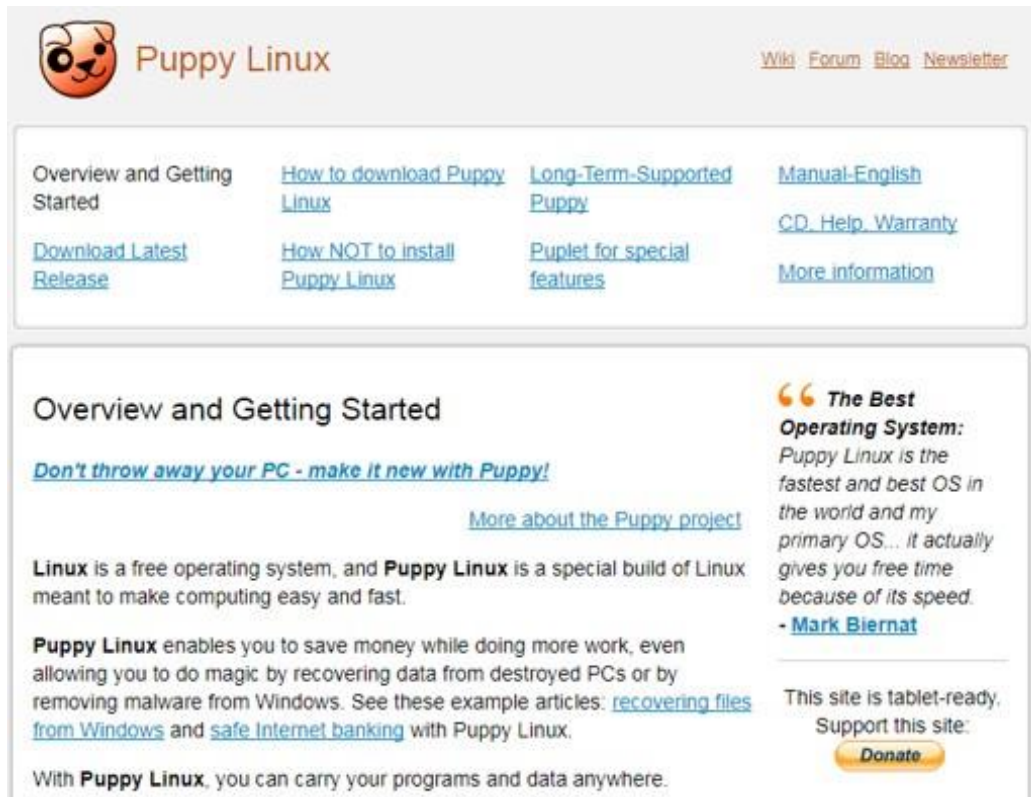 Puppy Linux
Wiki Forum Blog Newsletter
Overview and Getting
Started
Download Latest
Release
How to download Puppy
Linux
How NOT to install
Puppy Linux
Long-Term-Supported
Puppy
Puplet for special
features
Manual-English
CD, Help, Warranty
More information
Overview and Getting Started
Don't throw away your PC - make it new with Puppy!
More about the Puppy project
Linux is a free operating system, and Puppy Linux is a special build of Linux
meant to make computing easy and fast.
Puppy Linux enables you to save money while doing more work, even
allowing you to do magic by recovering data from destroyed PCs or by
removing malware from Windows. See these example articles: recovering files
from Windows and safe Internet banking with Puppy Linux.
With Puppy Linux, you can carry your programs and data anywhere.
“ The Best
Operating System:
Puppy Linux is the
fastest and best OS in
the world and my
primary OS... it actually
gives you free time
because of its speed.
- Mark Biernat
This site is tablet-ready.
Support this site:
Donate